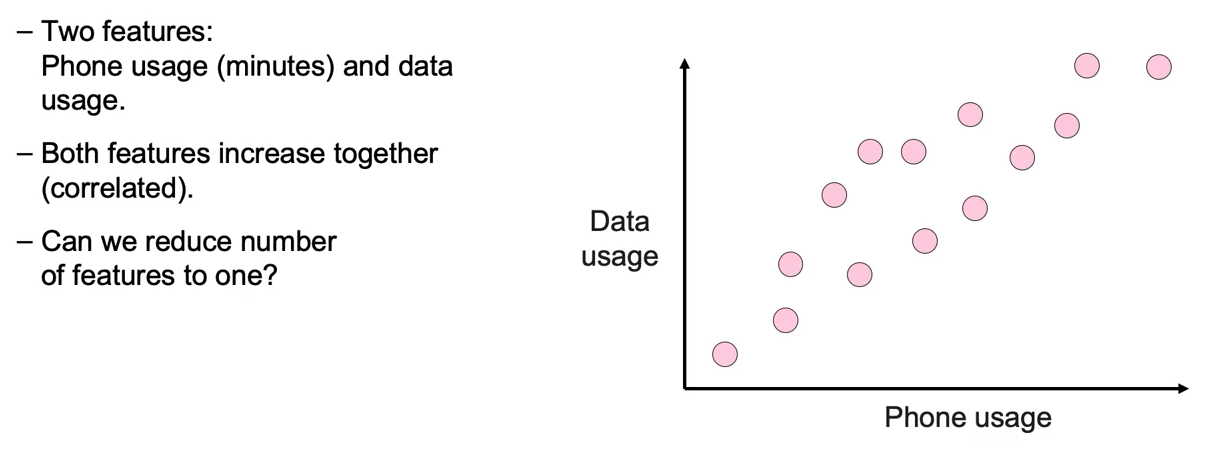 – Two features:
Phone usage (minutes) and data
usage.
– Both features increase together
(correlated).
– Can we reduce number
of features to one?
Data
usage
Phone usage